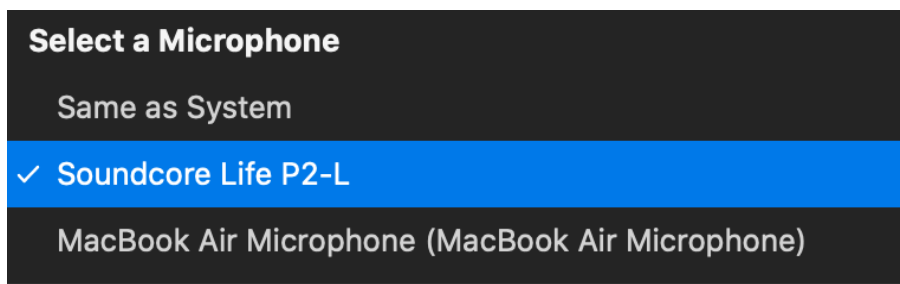 Select a Microphone
Same as System
✓ Soundcore Life P2-L
MacBook Air Microphone (MacBook Air Microphone)